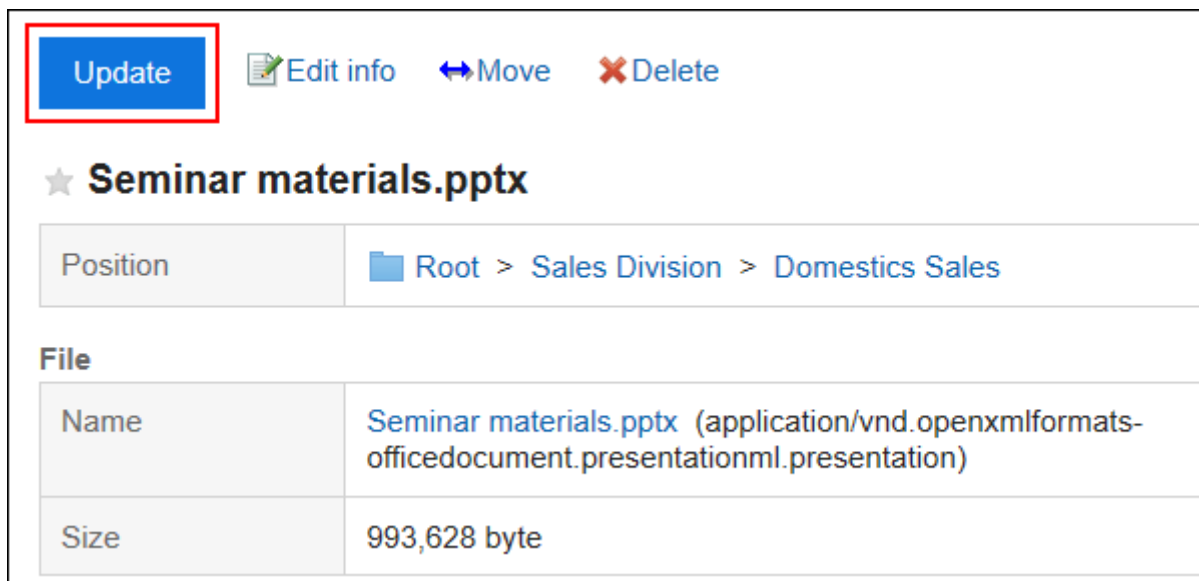 Update Edit info Move Delete
Seminar materials.pptx
Position Root > Sales Division > Domestics Sales
File
Name Seminar materials.pptx (application/vnd.openxmlformats-
officedocument.presentationml.presentation)
Size 993,628 byte